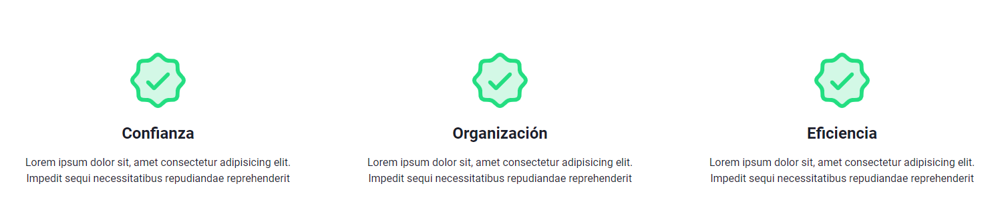 Confianza
Lorem ipsum dolor sit, amet consectetur adipisicing elit.
Impedit sequi necessitatibus repudiandae reprehenderit
Organización
Lorem ipsum dolor sit, amet consectetur adipisicing elit.
Impedit sequi necessitatibus repudiandae reprehenderit
Eficiencia
Lorem ipsum dolor sit, amet consectetur adipisicing elit.
Impedit sequi necessitatibus repudiandae reprehenderit